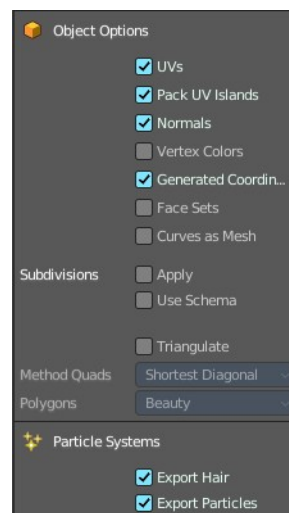 Object Options
UVs
Pack UV Islands
Normals
Vertex Colors
Generated Coordin...
Face Sets
Curves as Mesh
Subdivisions Apply
Use Schema
Triangulate
Method Quads Shortest Diagonal
Polygons Beauty
Particle Systems
Export Hair
Export Particles